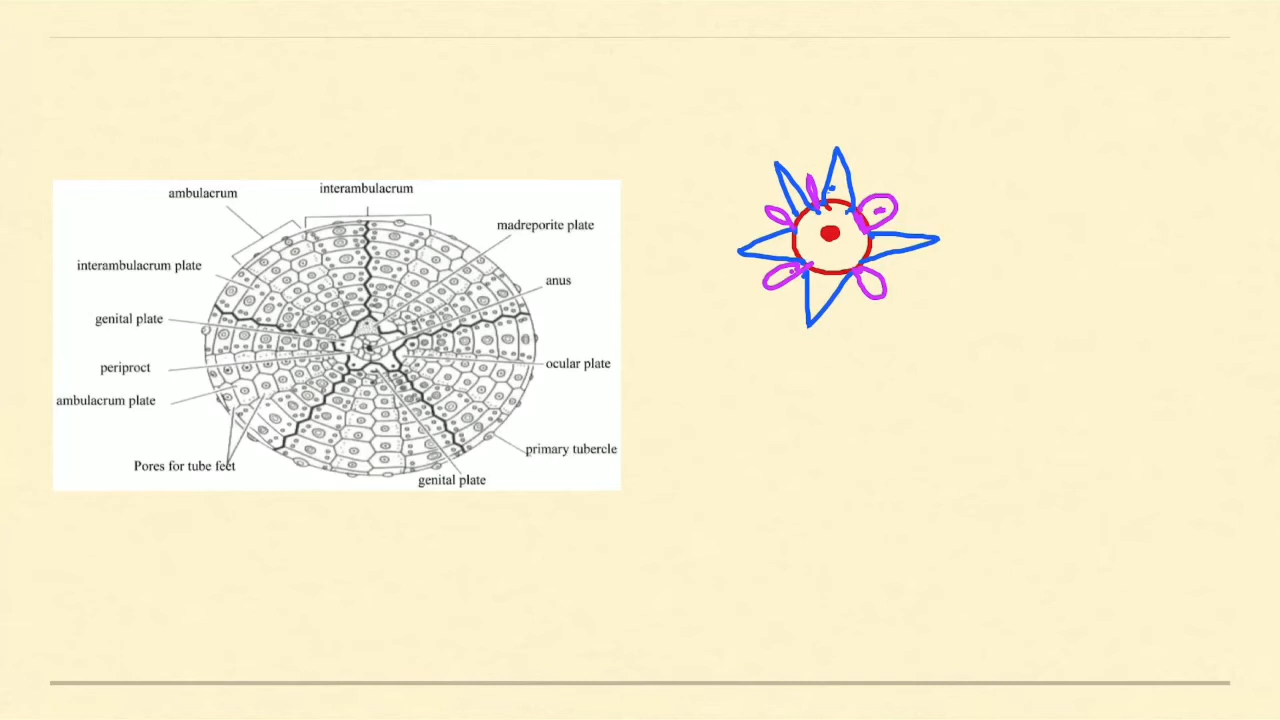 ambulacrum
interambulacrum
madreporite plate
interambulacrum plate
anus
genital plate
periproct
ocular plate
ambulacrum plate
primary tubercle
Pores for tube feet
genital plate